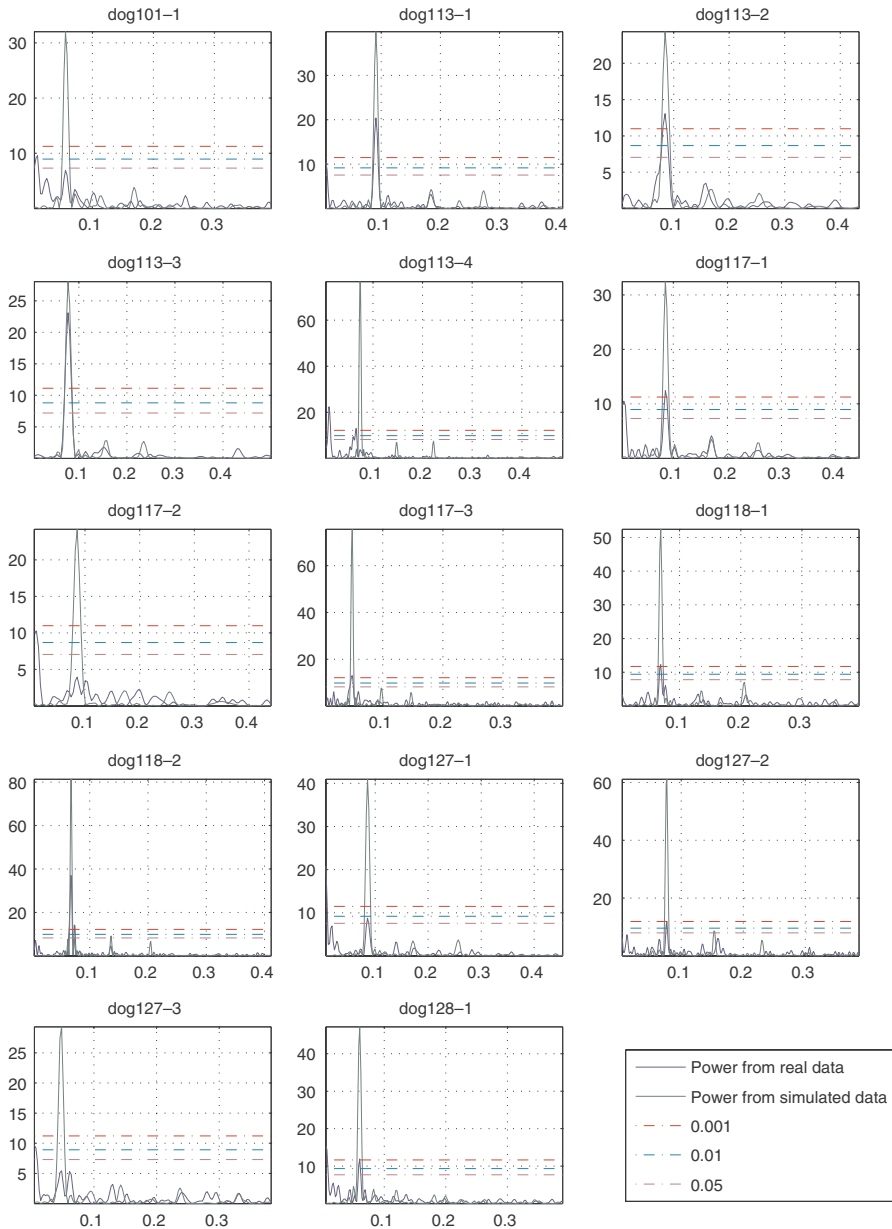 dog101–1
30
20
10
0.1 0.2 0.3
dog113–1
40
30
20
10
0.1 0.2 0.3 0.4
dog113–2
20
15
10
5
0.1 0.2 0.3 0.4
dog113–3
25
20
15
10
5
0.1 0.2 0.3 0.4
dog113–4
60
40
20
0.1 0.2 0.3 0.4
dog117–1
30
20
10
0.1 0.2 0.3 0.4
dog117–2
20
15
10
5
0.1 0.2 0.3 0.4
dog117–3
60
40
20
0.1 0.2 0.3
dog118–1
50
40
30
20
10
0.1 0.2 0.3
dog118–2
80
60
40
20
0.1 0.2 0.3 0.4
dog127–1
40
30
20
10
0.1 0.2 0.3 0.4
dog127–2
60
40
20
0.1 0.2 0.3
dog127–3
25
20
15
10
5
0.1 0.2 0.3
dog128–1
40
30
20
10
0.1 0.2 0.3
Power from real data
Power from simulated data
0.001
0.01
0.05